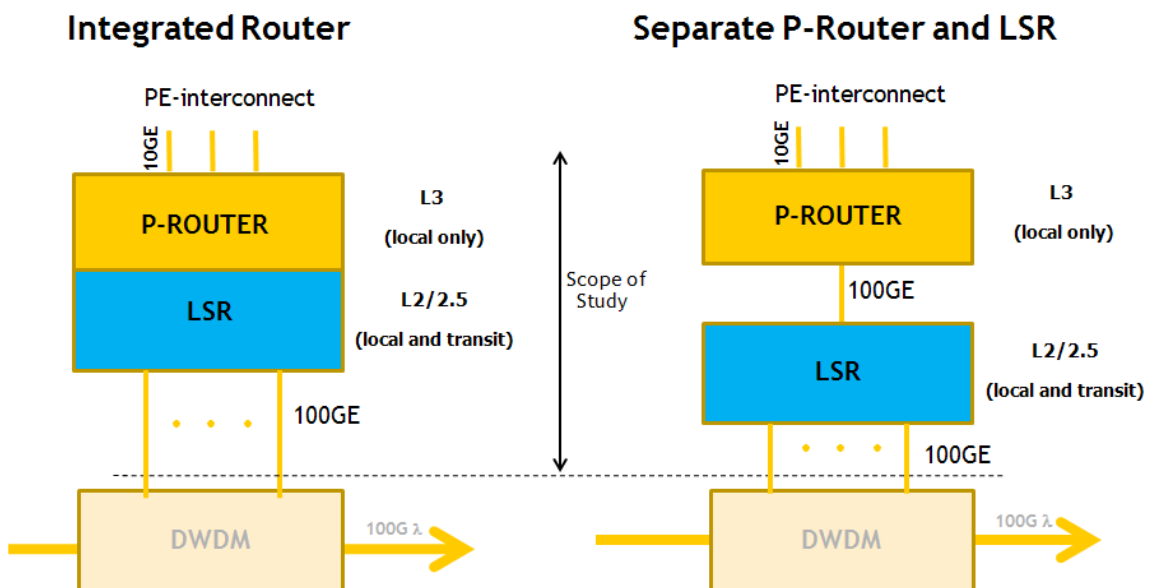 Integrated Router
PE-interconnect
10GE
P-ROUTER
L3
(local only)
LSR
L2/2.5
(local and transit)
100GE
DWDM
100G λ
Scope of
Study
Separate P-Router and LSR
PE-interconnect
10GE
P-ROUTER
L3
(local only)
100GE
LSR
L2/2.5
(local and transit)
100GE
DWDM
100G λ